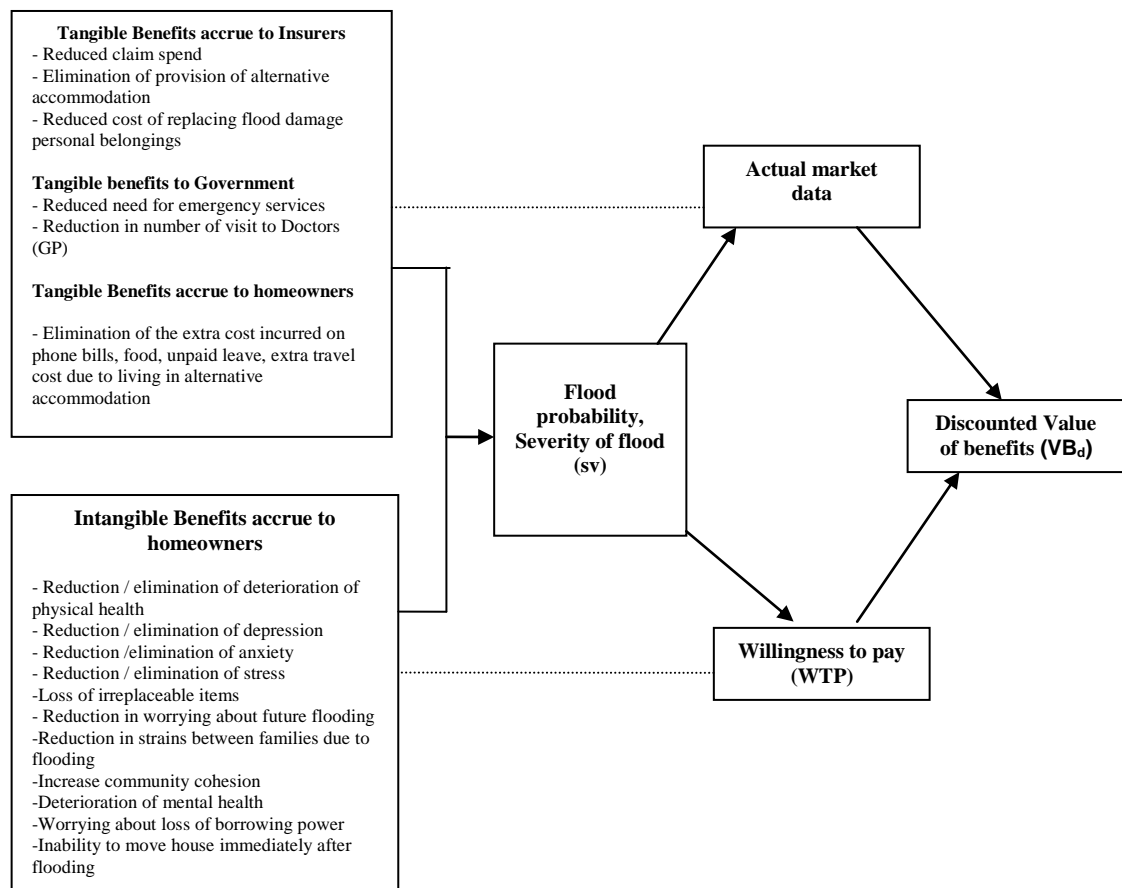 Tangible Benefits accrue to Insurers
- Reduced claim spend
- Elimination of provision of alternative
accommodation
- Reduced cost of replacing flood damage
personal belongings
Tangible benefits to Government
- Reduced need for emergency services
- Reduction in number of visit to Doctors
(GP)
Tangible Benefits accrue to homeowners
- Elimination of the extra cost incurred on
phone bills, food, unpaid leave, extra travel
cost due to living in alternative
accommodation
Intangible Benefits accrue to
homeowners
- Reduction / elimination of deterioration of
physical health
- Reduction / elimination of depression
- Reduction /elimination of anxiety
- Reduction / elimination of stress
-Loss of irreplaceable items
- Reduction in worrying about future flooding
-Reduction in strains between families due to
flooding
-Increase community cohesion
-Deterioration of mental health
-Worrying about loss of borrowing power
-Inability to move house immediately after
flooding
Flood
probability,
Severity of flood
(sv)
Actual market
data
Willingness to pay
(WTP)
Discounted Value
of benefits (VBd)